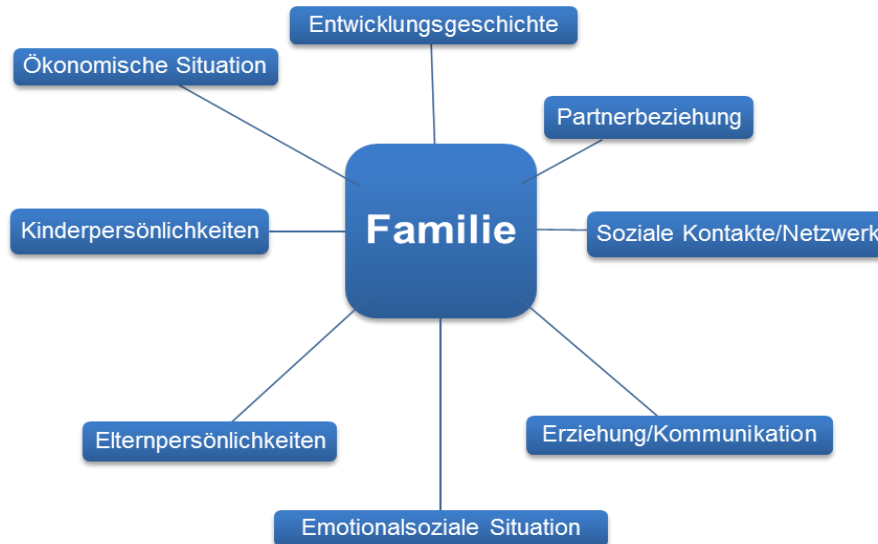 Entwicklungsgeschichte
Ökonomische Situation
Partnerbeziehung
Familie
Kinderpersönlichkeiten
Soziale Kontakte/Netzwerk
Elternpersönlichkeiten
Erziehung/Kommunikation
Emotionalsoziale Situation